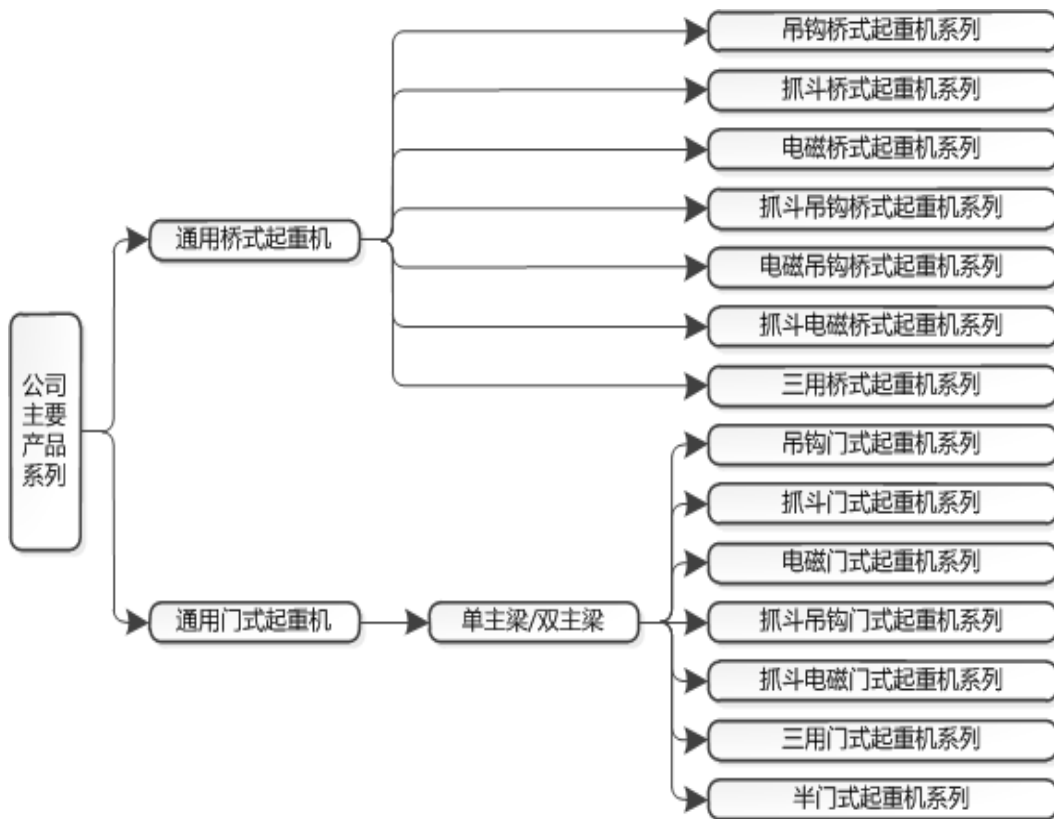 公司
主要
产品
系列
通用桥式起重机
吊钩桥式起重机系列
抓斗桥式起重机系列
电磁桥式起重机系列
抓斗吊钩桥式起重机系列
电磁吊钩桥式起重机系列
抓斗电磁桥式起重机系列
三用桥式起重机系列
通用门式起重机
单主梁/双主梁
吊钩门式起重机系列
抓斗门式起重机系列
电磁门式起重机系列
抓斗吊钩门式起重机系列
抓斗电磁门式起重机系列
三用门式起重机系列
半门式起重机系列